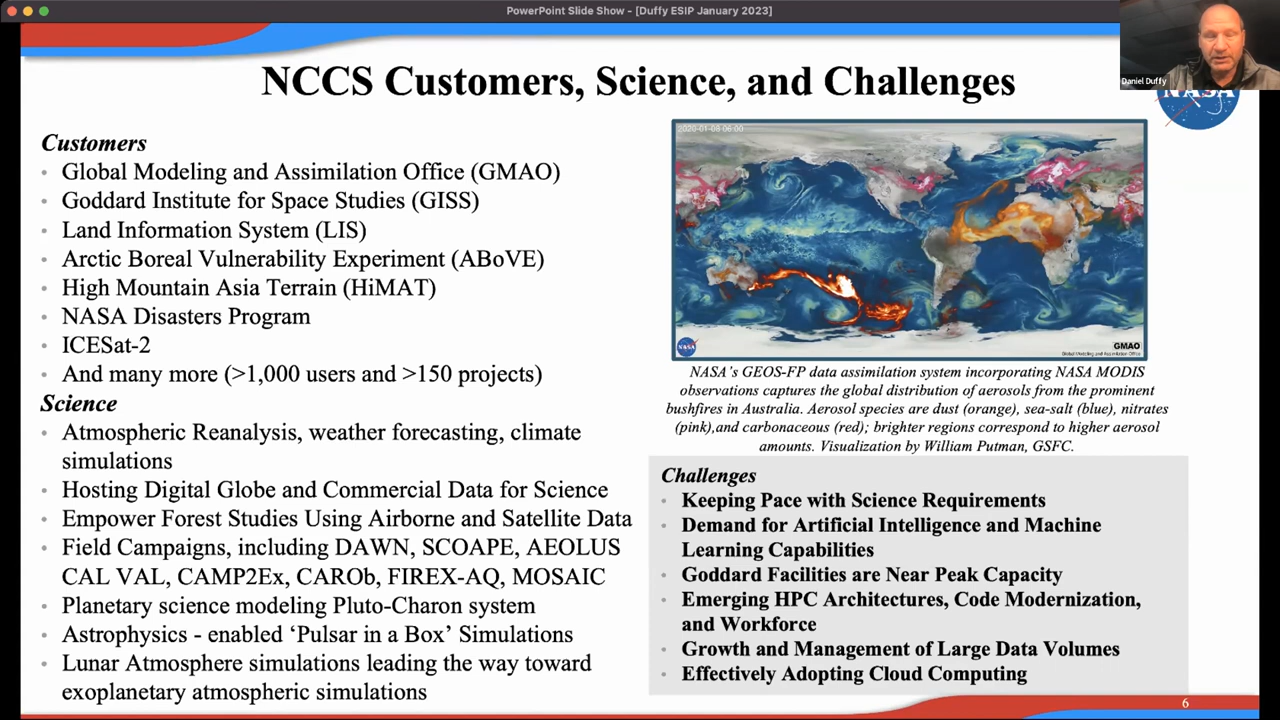 PowerPoint Slide Show - [Duffy ESIP January 2023]
Daniel Duffy
NASA
NCCS Customers, Science, and Challenges
Customers
• Global Modeling and Assimilation Office (GMAO)
• Goddard Institute for Space Studies (GISS)
• Land Information System (LIS)
• Arctic Boreal Vulnerability Experiment (ABoVE)
• High Mountain Asia Terrain (HiMAT)
• NASA Disasters Program
• ICESat-2
• And many more (>1,000 users and >150 projects)
Science
• Atmospheric Reanalysis, weather forecasting, climate
simulations
• Hosting Digital Globe and Commercial Data for Science
• Empower Forest Studies Using Airborne and Satellite Data
• Field Campaigns, including DAWN, SCOAPE, AEOLUS
CAL VAL, CAMP2Ex, CAROb, FIREX-AQ, MOSAIC
• Planetary science modeling Pluto-Charon system
• Astrophysics - enabled ‘Pulsar in a Box’ Simulations
• Lunar Atmosphere simulations leading the way toward
exoplanetary atmospheric simulations
2020-01-08 06:00
NASA
GMAO
Global Modeling and Assimilation Office
NASA’s GEOS-FP data assimilation system incorporating NASA MODIS
observations captures the global distribution of aerosols from the prominent
bushfires in Australia. Aerosol species are dust (orange), sea-salt (blue), nitrates
(pink),and carbonaceous (red); brighter regions correspond to higher aerosol
amounts. Visualization by William Putman, GSFC.
Challenges
• Keeping Pace with Science Requirements
• Demand for Artificial Intelligence and Machine
Learning Capabilities
• Goddard Facilities are Near Peak Capacity
• Emerging HPC Architectures, Code Modernization,
and Workforce
• Growth and Management of Large Data Volumes
• Effectively Adopting Cloud Computing
6